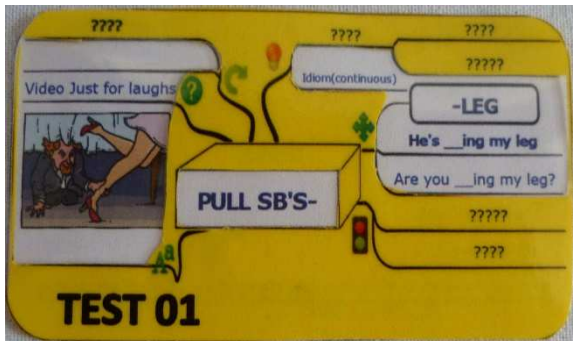 ????
Video Just for laughs
????
Idiom(continuous)
????
?????
-LEG
He's __ing my leg
Are you __ing my leg?
PULL SB'S-
?????
????
Aa
TEST 01